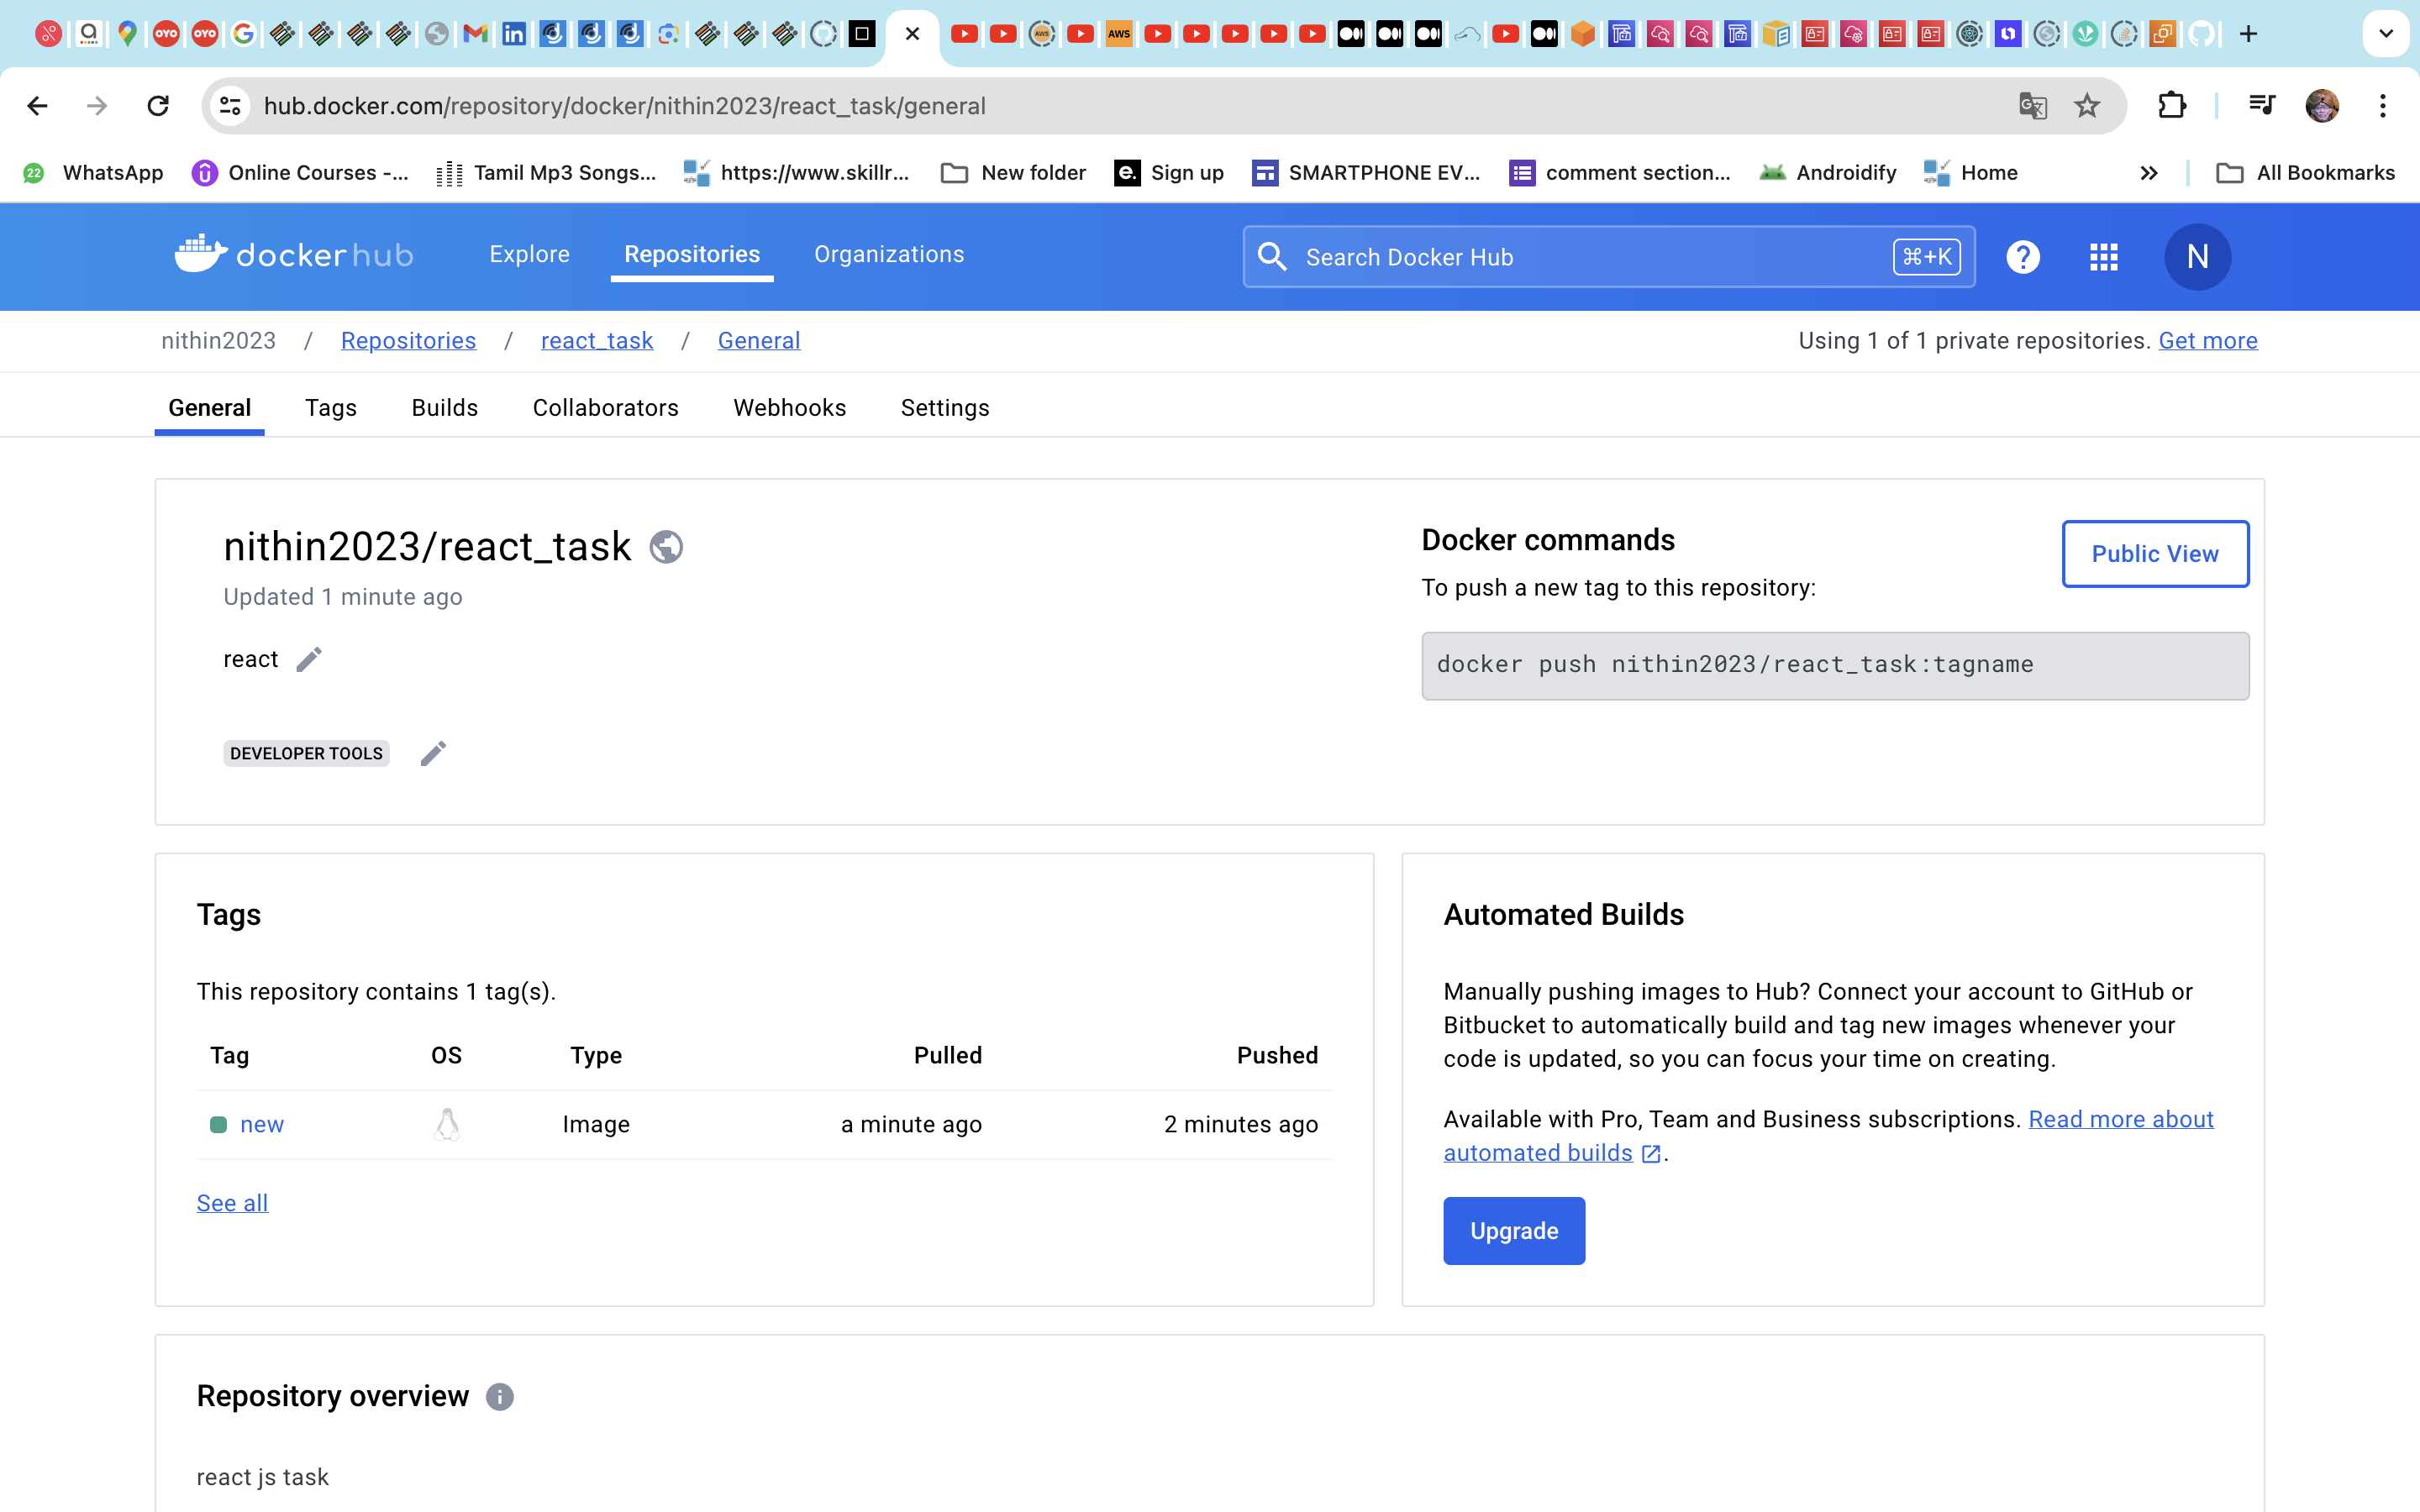 hub.docker.com/repository/docker/nithin2023/react_task/general
22 WhatsApp Online Courses -... Tamil Mp3 Songs... https://www.skillr... New folder e. Sign up SMARTPHONE EV... comment section... Androidify Home » All Bookmarks
dockerhub Explore Repositories Organizations Search Docker Hub ⌘+K ? N
nithin2023 / Repositories / react_task / General Using 1 of 1 private repositories. Get more
General Tags Builds Collaborators Webhooks Settings
nithin2023/react_task
Updated 1 minute ago
react
DEVELOPER TOOLS
Docker commands
Public View
To push a new tag to this repository:
docker push nithin2023/react_task:tagname
Tags
This repository contains 1 tag(s).
Tag OS Type Pulled Pushed
new Image a minute ago 2 minutes ago
See all
Automated Builds
Manually pushing images to Hub? Connect your account to GitHub or
Bitbucket to automatically build and tag new images whenever your
code is updated, so you can focus your time on creating.
Available with Pro, Team and Business subscriptions. Read more about
automated builds .
Upgrade
Repository overview
react js task